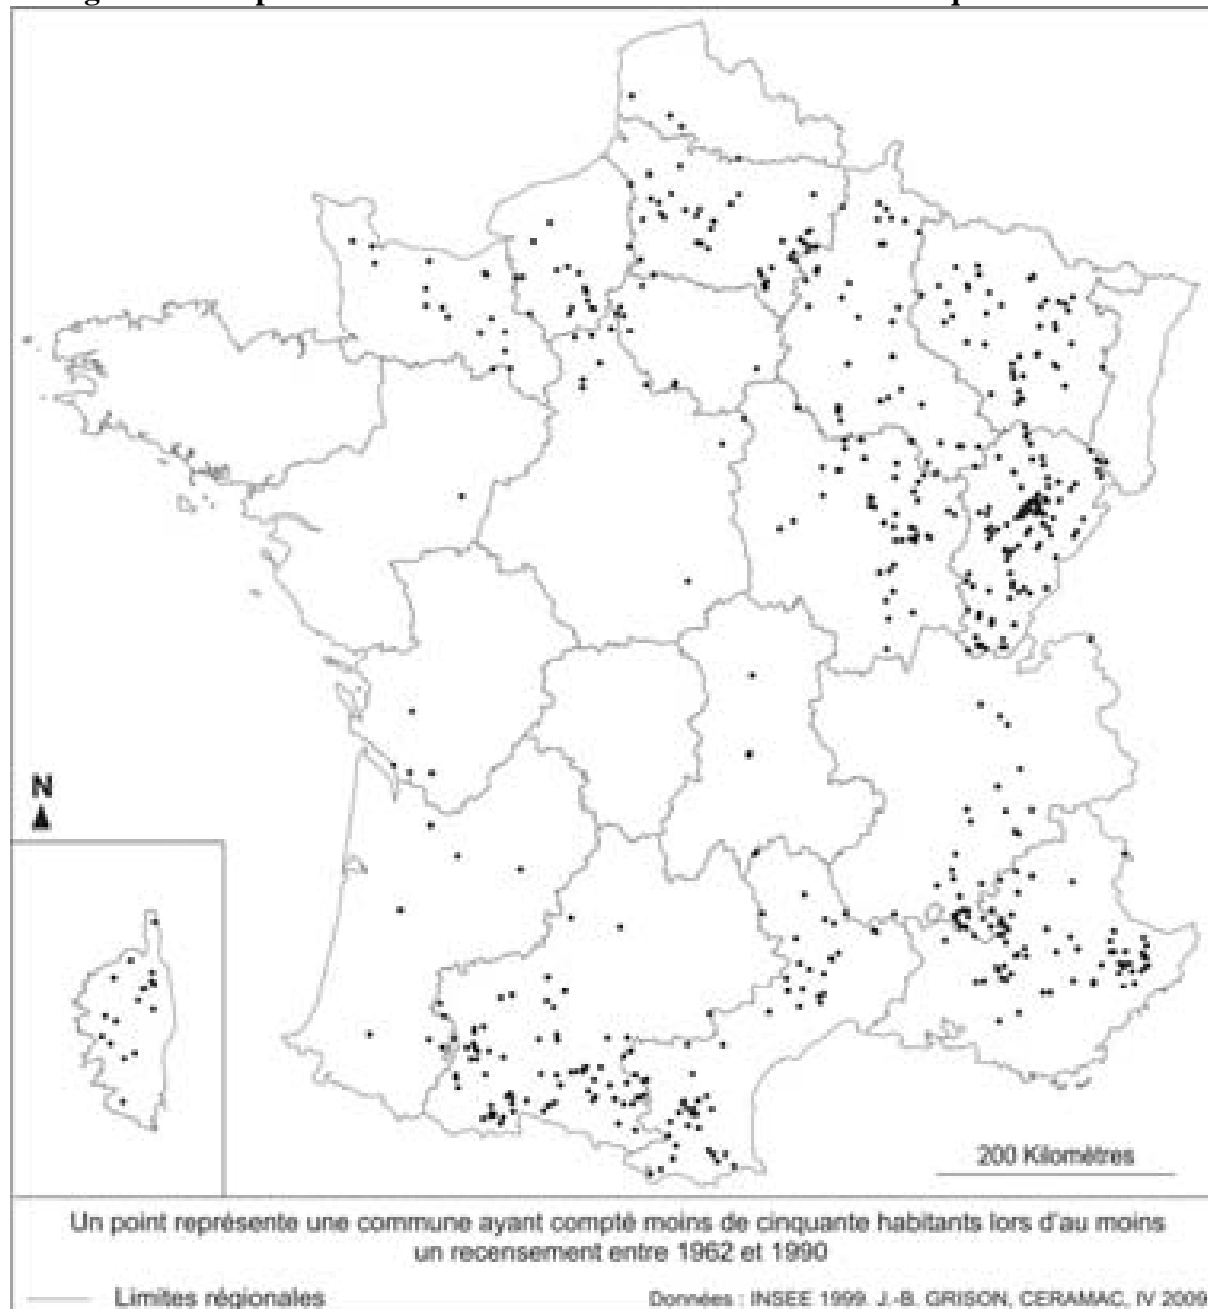 N
200 Kilomètres
Un point représente une commune ayant compté moins de cinquante habitants lors d'au moins
un recensement entre 1962 et 1990
Limites régionales
Données : INSEE 1999. J.-B. GRISON, CERAMAC, IV 2009